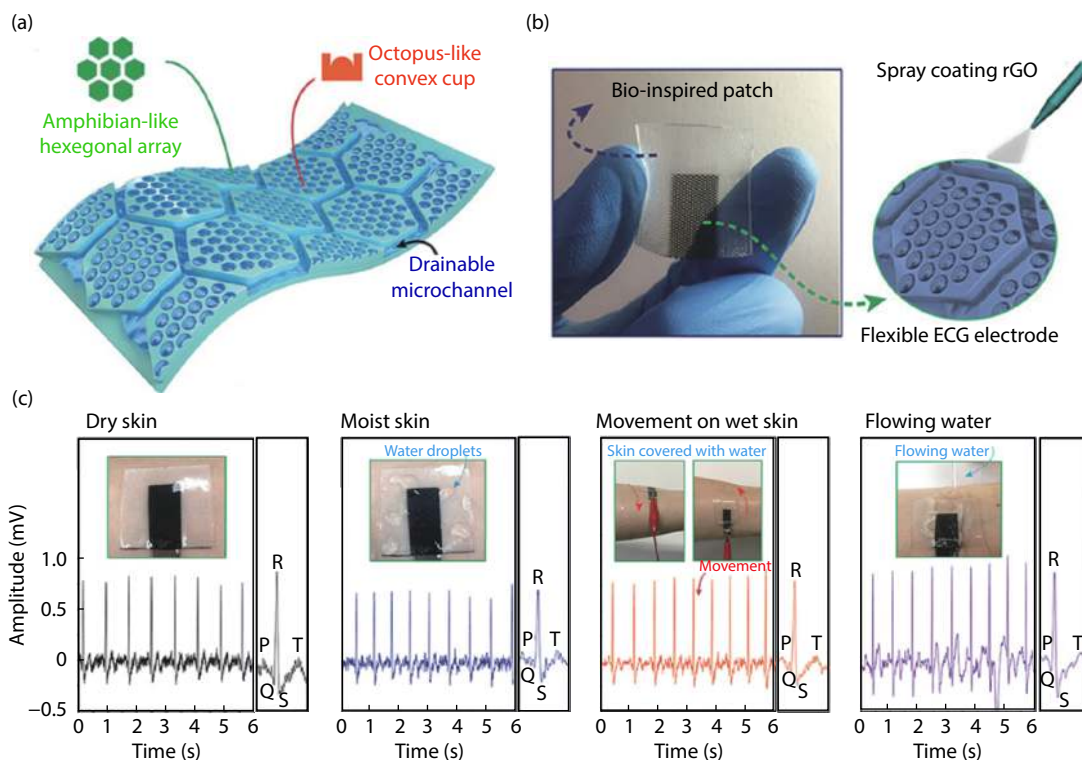 (a)
Amphibian-like
hexegonal array
Octopus-like
convex cup
Drainable
microchannel
(b)
Bio-inspired patch
Spray coating rGO
Flexible ECG electrode
(c)
Dry skin
Moist skin
Movement on wet skin
Flowing water
Water droplets
Skin covered with water
Movement
Flowing water
Amplitude (mV)
1.0
0.5
0
−0.5
R
P
T
Q
S
R
P
T
Q
S
R
P
T
Q
S
R
P
T
Q
S
0 1 2 3 4 5 6
0 1 2 3 4 5 6
0 1 2 3 4 5 6
0 1 2 3 4 5 6
Time (s)
Time (s)
Time (s)
Time (s)